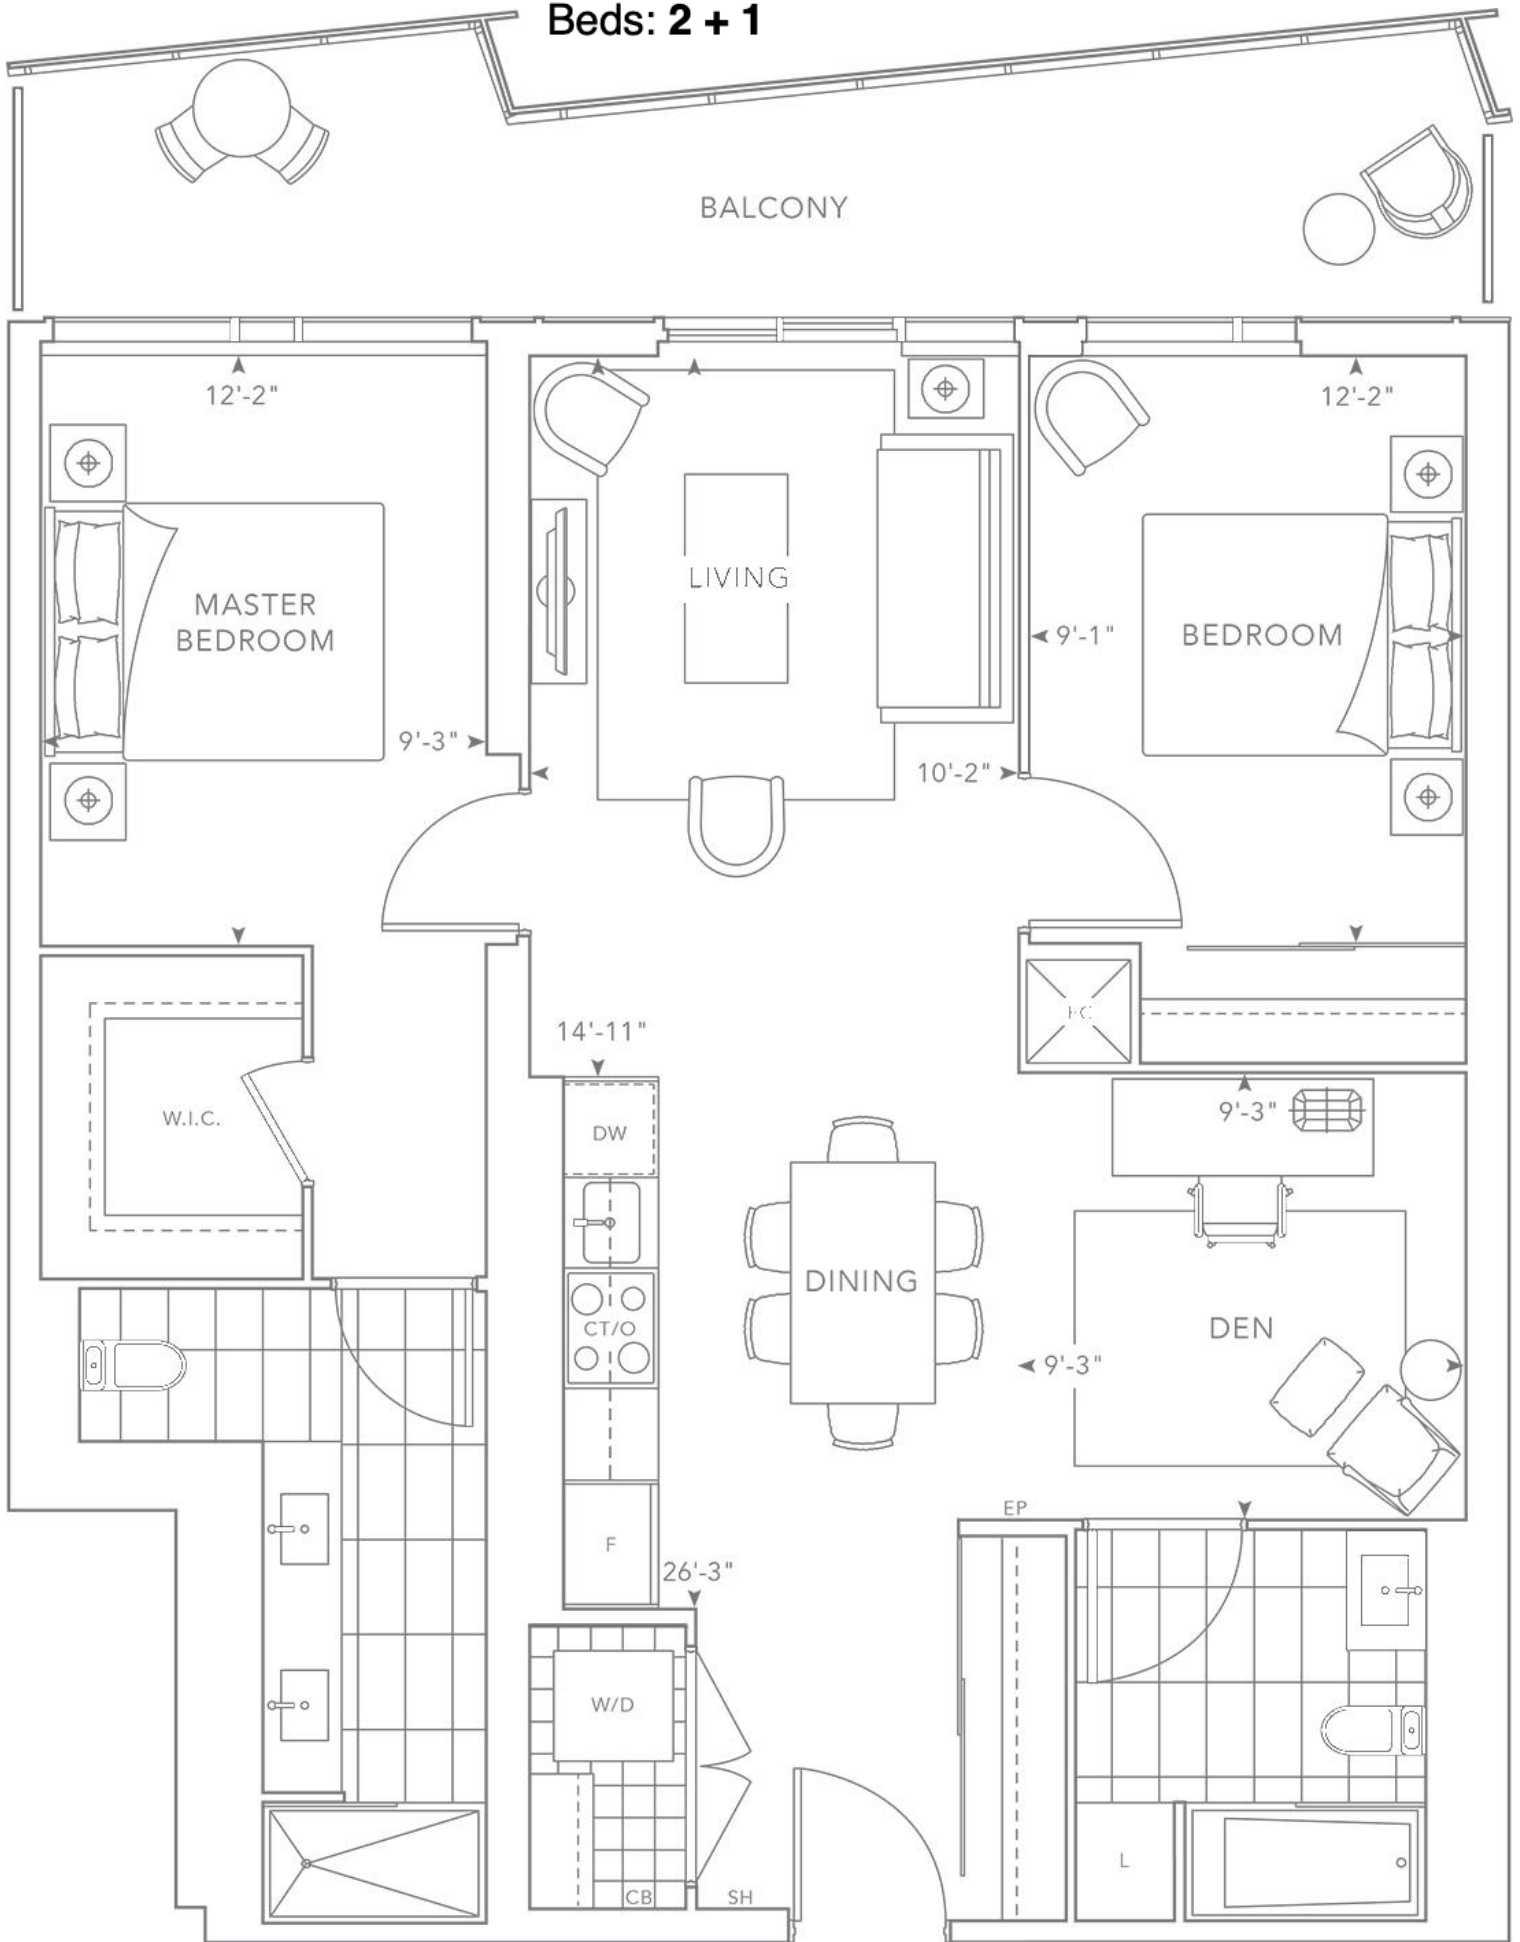 Beds: 2 + 1
BALCONY
12'-2"
12'-2"
LIVING
MASTER
BEDROOM
9'-1"
BEDROOM
9'-3"
10'-2"
14'-11"
FC
W.I.C.
9'-3"
DW
DINING
CT/O
DEN
9'-3"
EP
F
26'-3"
W/D
L
CB
SH